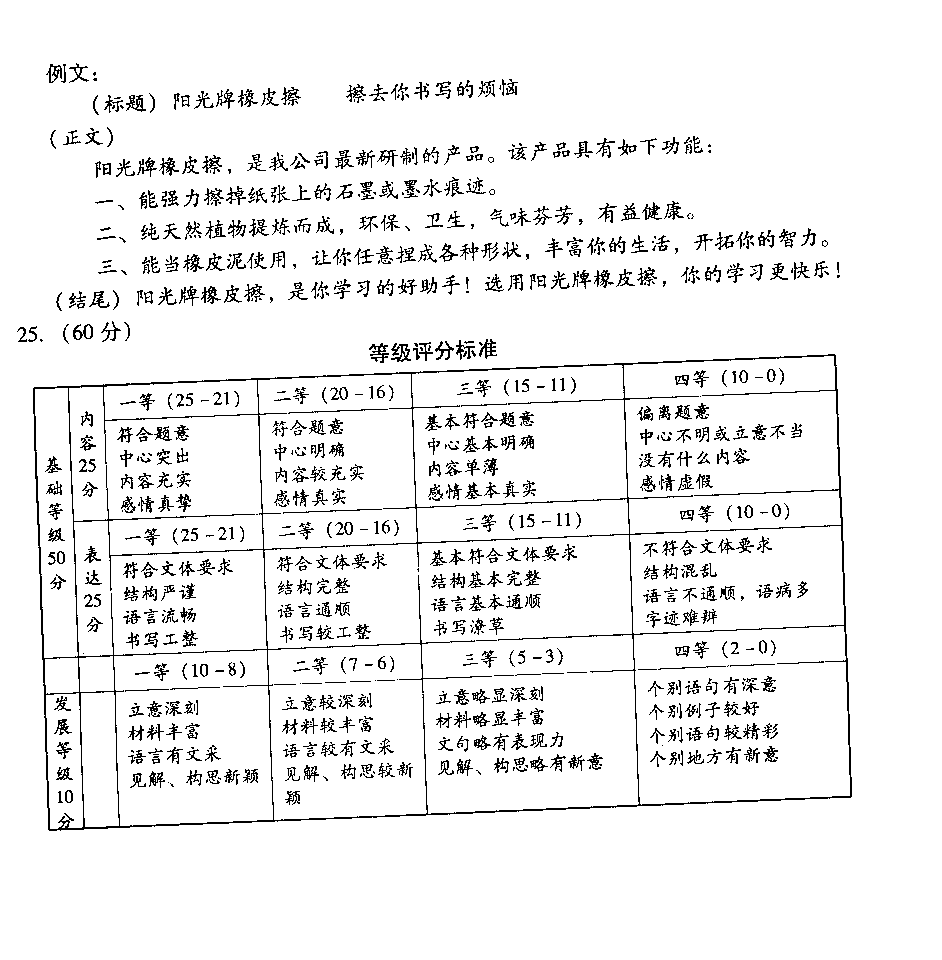 例文：
（标题）阳光牌橡皮擦　擦去你书写的烦恼
（正文）
阳光牌橡皮擦，是我公司最新研制的产品。该产品具有如下功能：
一、能强力擦掉纸张上的石墨或墨水痕迹。
二、纯天然植物提炼而成，环保、卫生，气味芬芳，有益健康。
三、能当橡皮泥使用，让你任意捏成各种形状，丰富你的生活，开拓你的智力。
（结尾）阳光牌橡皮擦，是你学习的好助手！选用阳光牌橡皮擦，你的学习更快乐！
25.（60分）
等级评分标准
基础等级50分
内容25分
一等（25－21） 二等（20－16） 三等（15－11） 四等（10－0）
符合题意 符合题意 基本符合题意 偏离题意
中心突出 中心明确 中心基本明确 中心不明或立意不当
内容充实 内容较充实 内容单薄 没有什么内容
感情真挚 感情真实 感情基本真实 感情虚假
表达25分
一等（25－21） 二等（20－16） 三等（15－11） 四等（10－0）
符合文体要求 符合文体要求 基本符合文体要求 不符合文体要求
结构严谨 结构完整 结构基本完整 结构混乱
语言流畅 语言通顺 语言基本通顺 语言不通顺，语病多
书写工整 书写较工整 书写潦草 字迹难辨
发展等级10分
一等（10－8） 二等（7－6） 三等（5－3） 四等（2－0）
立意深刻 立意较深刻 立意略显深刻 个别语句有深意
材料丰富 材料较丰富 材料略显丰富 个别例子较好
语言有文采 语言较有文采 文句略有表现力 个别语句较精彩
见解、构思新颖 见解、构思较新 见解、构思略有新意 个别地方有新意
颖